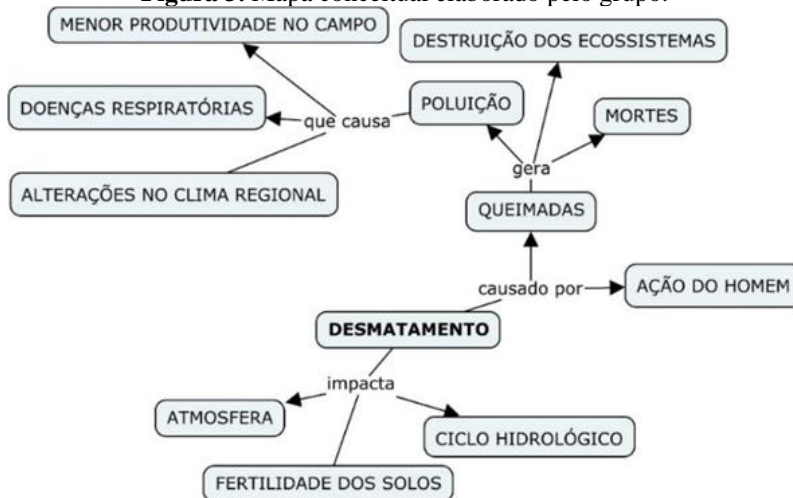 Figura 3. Mapa conceitual elaborado pelo grupo.
MENOR PRODUTIVIDADE NO CAMPO
DESTRUIÇÃO DOS ECOSSISTEMAS
DOENÇAS RESPIRATÓRIAS
que causa
POLUIÇÃO
MORTES
gera
ALTERAÇÕES NO CLIMA REGIONAL
QUEIMADAS
causado por
AÇÃO DO HOMEM
DESMATAMENTO
impacta
ATMOSFERA
CICLO HIDROLÓGICO
FERTILIDADE DOS SOLOS